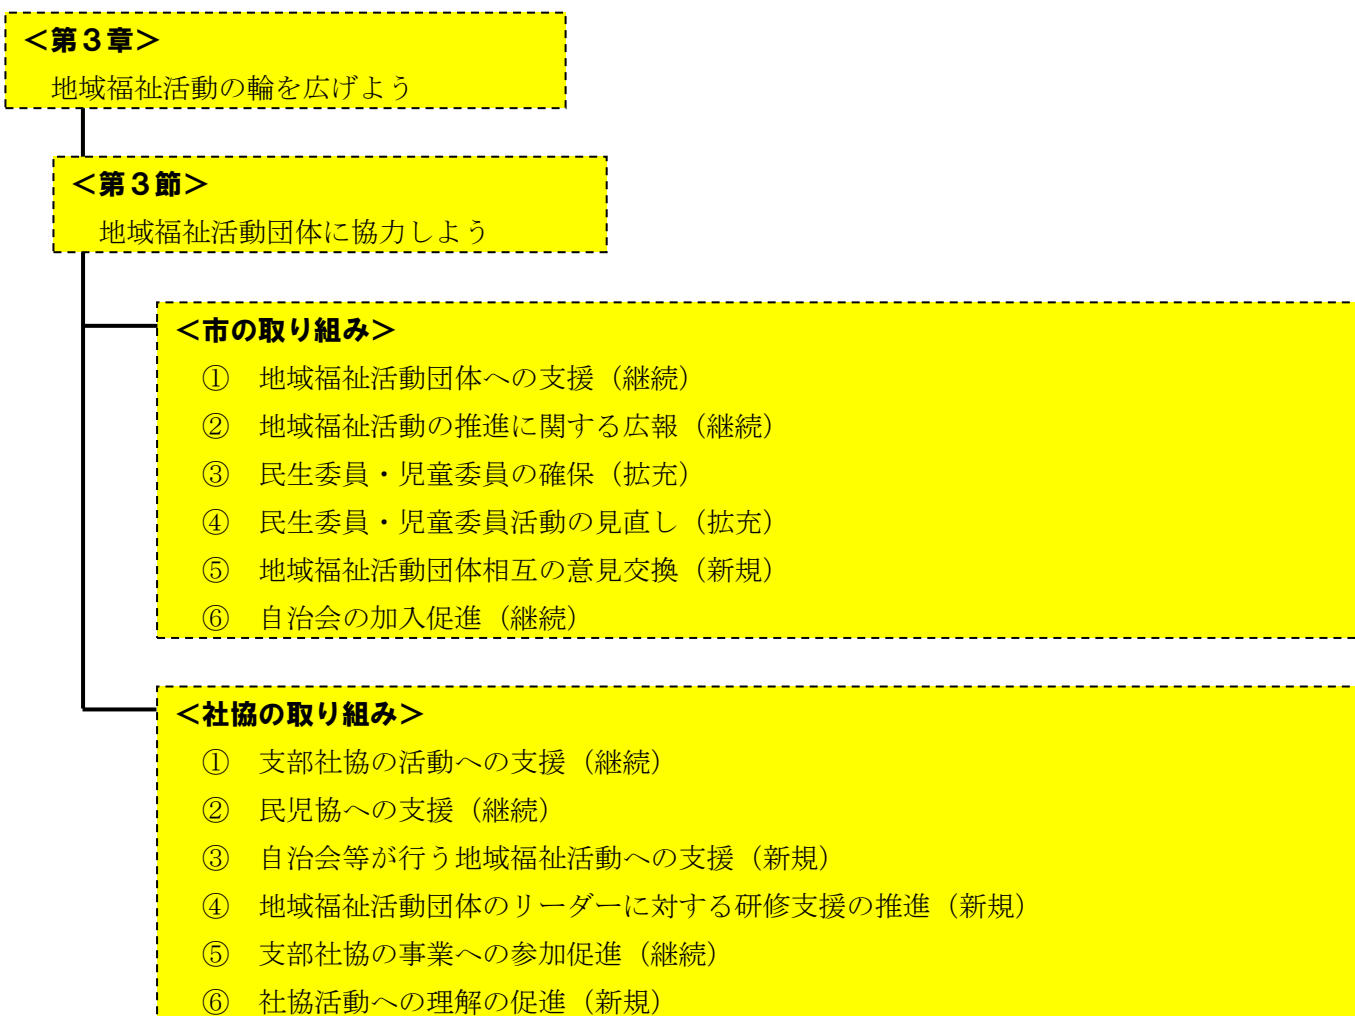 ＜第３章＞
地域福祉活動の輪を広げよう
＜第３節＞
地域福祉活動団体に協力しよう
＜市の取り組み＞
①　地域福祉活動団体への支援（継続）
②　地域福祉活動の推進に関する広報（継続）
③　民生委員・児童委員の確保（拡充）
④　民生委員・児童委員活動の見直し（拡充）
⑤　地域福祉活動団体相互の意見交換（新規）
⑥　自治会の加入促進（継続）
＜社協の取り組み＞
①　支部社協の活動への支援（継続）
②　民児協への支援（継続）
③　自治会等が行う地域福祉活動への支援（新規）
④　地域福祉活動団体のリーダーに対する研修支援の推進（新規）
⑤　支部社協の事業への参加促進（継続）
⑥　社協活動への理解の促進（新規）